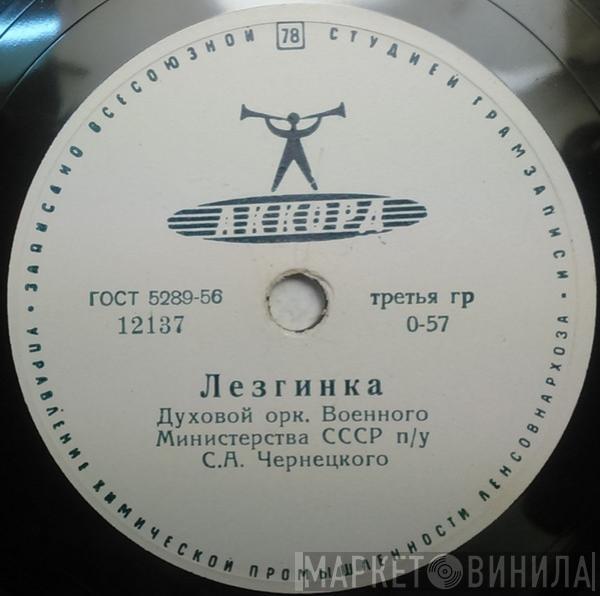 ЗАПИСАНО ВСЕСОЮЗНОЙ 78 СТУДИЕЙ ГРАМЗАПИСИ
АККОРД
ГОСТ 5289-56
12137
третья гр
0-57
Лезгинка
Духовой орк. Военного
Министерства СССР п/у
С.А. Чернецкого
УПРАВЛЕНИЕ ХИМИЧЕСКОЙ ПРОМЫШЛЕННОСТИ ЛЕНСОВНАРХОЗА
МАРКЕТ ВИНИЛА